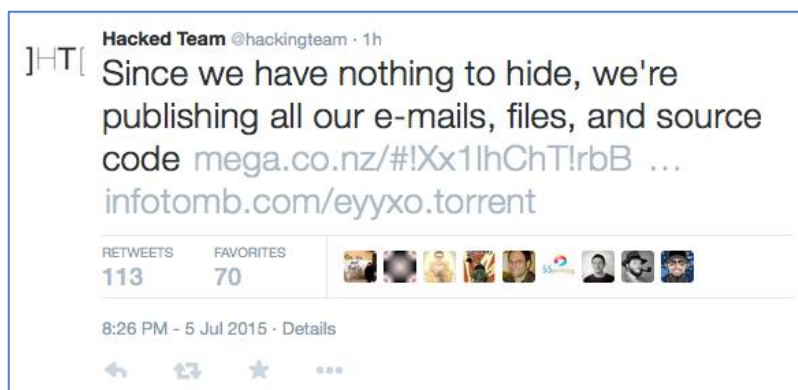 ]HT[
Hacked Team @hackingteam · 1h
Since we have nothing to hide, we're
publishing all our e-mails, files, and source
code mega.co.nz/#!Xx1lhChT!rbB ...
infotomb.com/eyyxo.torrent
RETWEETS FAVORITES
113 70
8:26 PM - 5 Jul 2015 · Details